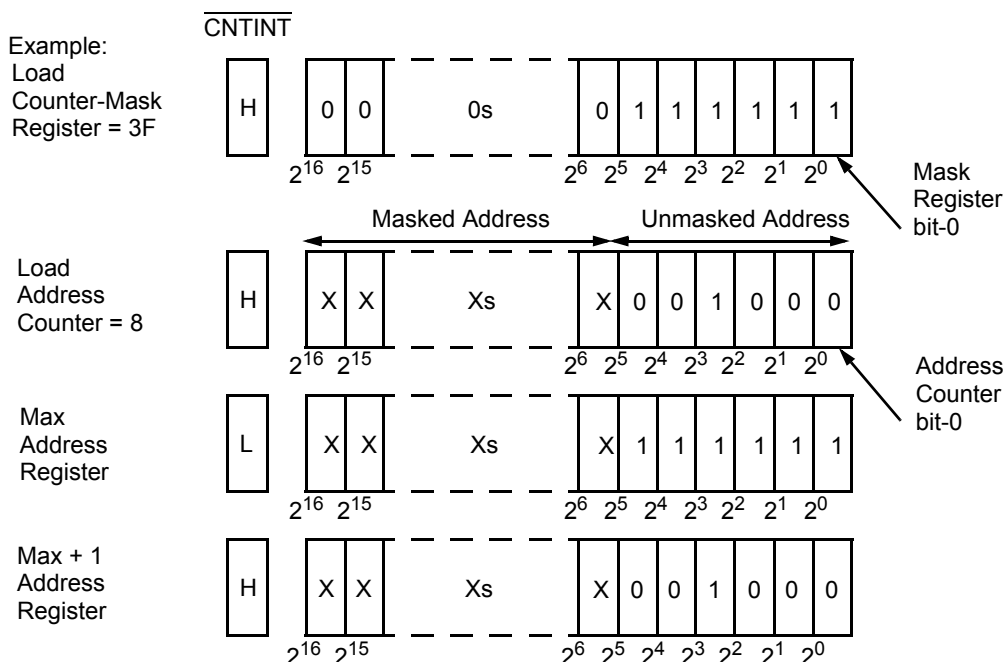 CNTINT
Example:
Load
Counter-Mask
Register = 3F
H
0 0 0s 0 1 1 1 1 1 1
2^16 2^15 2^6 2^5 2^4 2^3 2^2 2^1 2^0
Mask
Register
bit-0
Masked Address Unmasked Address
Load
Address
Counter = 8
H
X X Xs X 0 0 1 0 0 0
2^16 2^15 2^6 2^5 2^4 2^3 2^2 2^1 2^0
Address
Counter
bit-0
Max
Address
Register
L
X X Xs X 1 1 1 1 1 1
2^16 2^15 2^6 2^5 2^4 2^3 2^2 2^1 2^0
Max + 1
Address
Register
H
X X Xs X 0 0 1 0 0 0
2^16 2^15 2^6 2^5 2^4 2^3 2^2 2^1 2^0